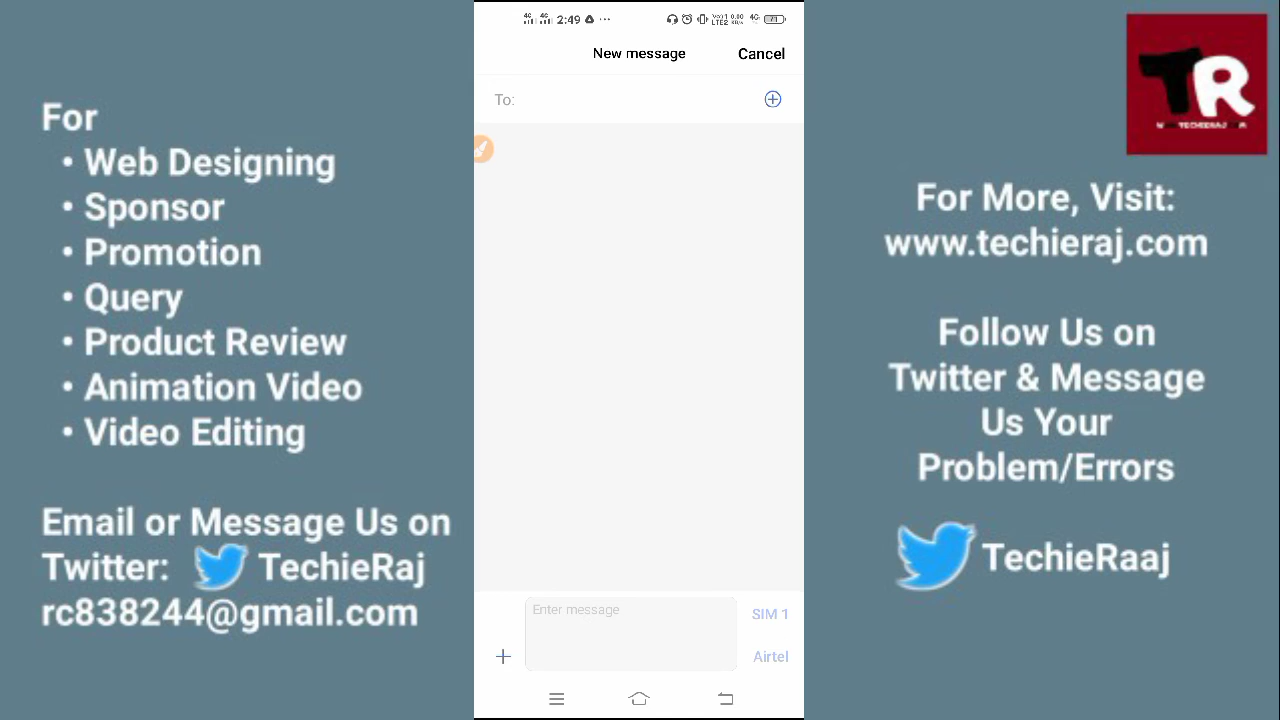 For
• Web Designing
• Sponsor
• Promotion
• Query
• Product Review
• Animation Video
• Video Editing
Email or Message Us on
Twitter: TechieRaj
rc838244@gmail.com
2:49 ...
New message
Cancel
To:
Enter message
SIM 1
Airtel
TR
For More, Visit:
www.techieraj.com
Follow Us on
Twitter & Message
Us Your
Problem/Errors
TechieRaaj